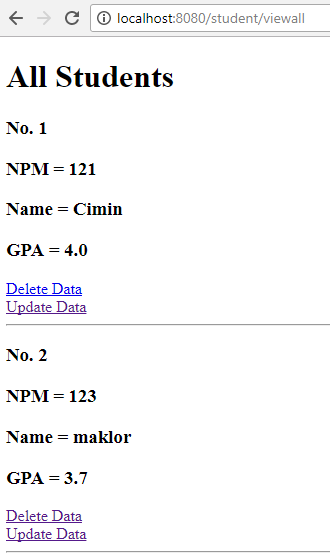 localhost:8080/student/viewall
All Students
No. 1
NPM = 121
Name = Cimin
GPA = 4.0
Delete Data
Update Data
No. 2
NPM = 123
Name = maklor
GPA = 3.7
Delete Data
Update Data